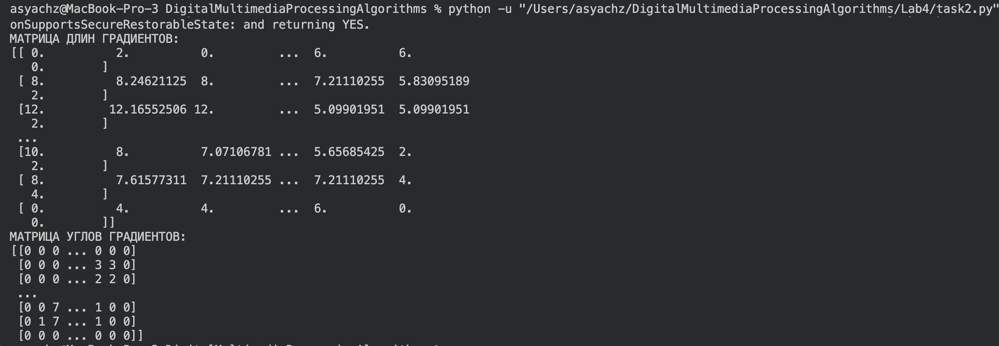 asyachz@MacBook-Pro-3 DigitalMultimediaProcessingAlgorithms % python -u "/Users/asyachz/DigitalMultimediaProcessingAlgorithms/Lab4/task2.py"
onSupportsSecureRestorableState: and returning YES.
МАТРИЦА ДЛИН ГРАДИЕНТОВ:
[[ 0.          2.          0.         ...  6.          6.
   0.        ]
 [ 8.          8.24621125  8.         ...  7.21110255  5.83095189
   2.        ]
 [12.         12.16552506 12.         ...  5.09901951  5.09901951
   2.        ]
 ...
 [10.          8.          7.07106781 ...  5.65685425  2.
   2.        ]
 [ 8.          7.61577311  7.21110255 ...  7.21110255  4.
   4.        ]
 [ 0.          4.          4.         ...  6.          0.
   0.        ]]
МАТРИЦА УГЛОВ ГРАДИЕНТОВ:
[[0 0 0 ... 0 0 0]
 [0 0 0 ... 3 3 0]
 [0 0 0 ... 2 2 0]
 ...
 [0 0 7 ... 1 0 0]
 [0 1 7 ... 1 0 0]
 [0 0 0 ... 0 0 0]]